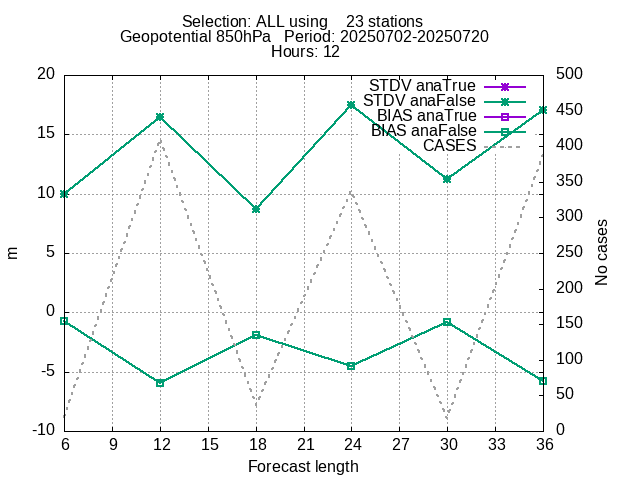 Selection: ALL using    23 stations
Geopotential 850hPa   Period: 20250702-20250720
Hours: 12
STDV anaTrue
STDV anaFalse
BIAS anaTrue
BIAS anaFalse
CASES
20
15
10
5
0
-5
-10
m
500
450
400
350
300
250
200
150
100
50
0
No cases
6 9 12 15 18 21 24 27 30 33 36
Forecast length